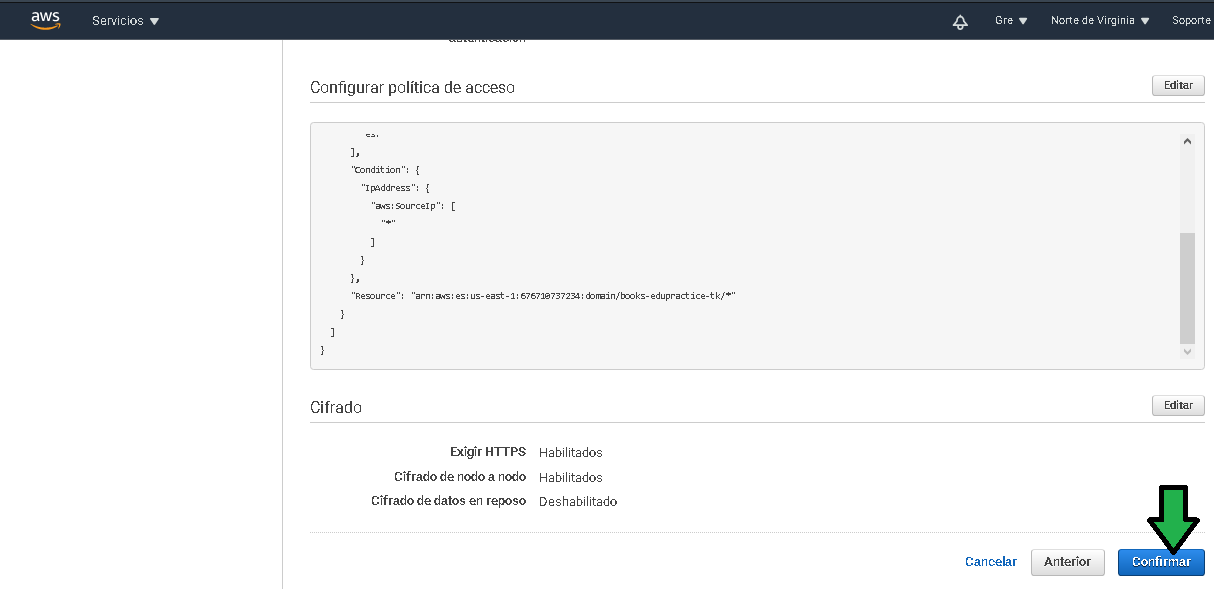 aws Servicios Gre Norte de Virginia Soporte
autenticación
Configurar política de acceso Editar
],
"Condition": {
"IpAddress": {
"aws:SourceIp": [
"*"
]
}
},
"Resource": "arn:aws:es:us-east-1:676710737234:domain/books-edupractice-tk/*"
}
]
}
Cifrado Editar
Exigir HTTPS Habilitados
Cifrado de nodo a nodo Habilitados
Cifrado de datos en reposo Deshabilitado
Cancelar Anterior Confirmar